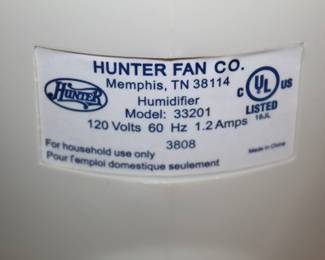 HUNTER FAN CO.
Memphis, TN 38114
Humidifier
Model: 33201
120 Volts 60 Hz 1.2 Amps
3808
For household use only
Pour l'emploi domestique seulement
HUNTER
C UL US
LISTED
18JL
Made in China